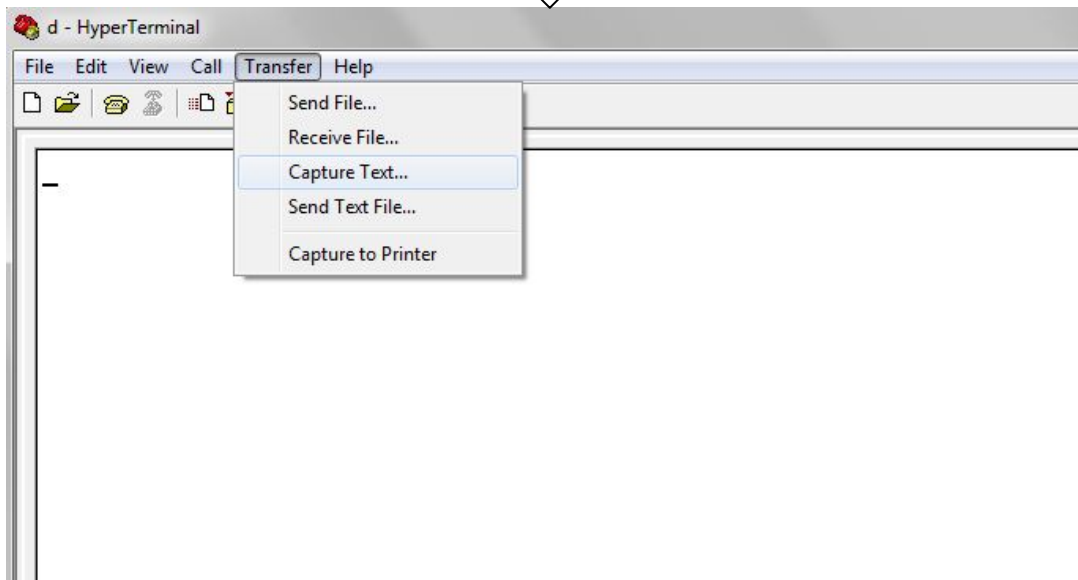 d - HyperTerminal
File Edit View Call Transfer Help
Send File...
Receive File...
Capture Text...
Send Text File...
Capture to Printer